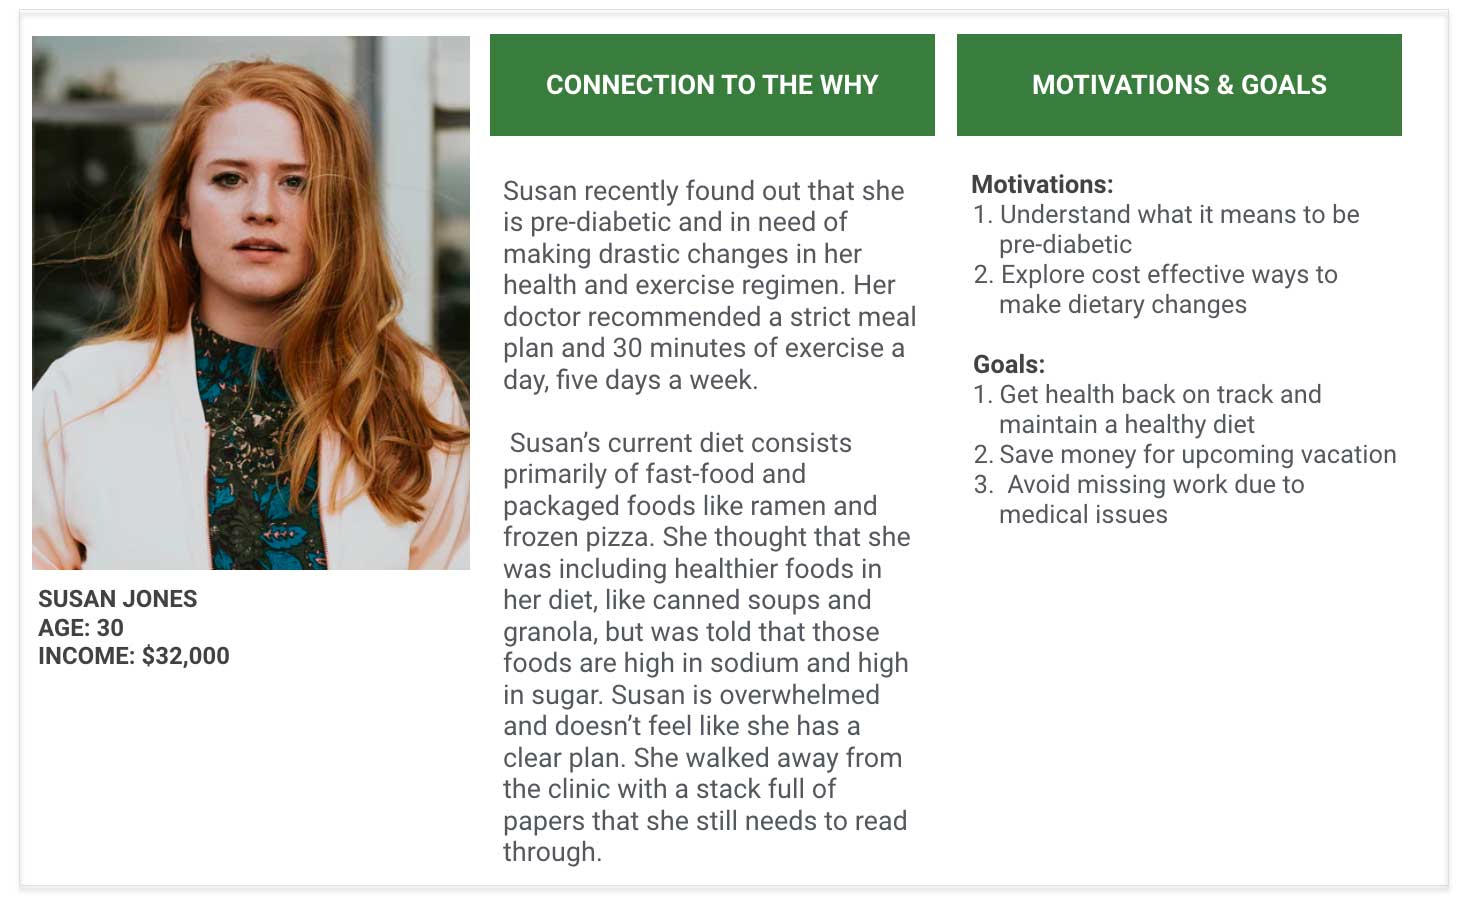 CONNECTION TO THE WHY
MOTIVATIONS & GOALS
SUSAN JONES
AGE: 30
INCOME: $32,000
Susan recently found out that she
is pre-diabetic and in need of
making drastic changes in her
health and exercise regimen. Her
doctor recommended a strict meal
plan and 30 minutes of exercise a
day, five days a week.
Susan’s current diet consists
primarily of fast-food and
packaged foods like ramen and
frozen pizza. She thought that she
was including healthier foods in
her diet, like canned soups and
granola, but was told that those
foods are high in sodium and high
in sugar. Susan is overwhelmed
and doesn’t feel like she has a
clear plan. She walked away from
the clinic with a stack full of
papers that she still needs to read
through.
Motivations:
1. Understand what it means to be
pre-diabetic
2. Explore cost effective ways to
make dietary changes
Goals:
1. Get health back on track and
maintain a healthy diet
2. Save money for upcoming vacation
3. Avoid missing work due to
medical issues